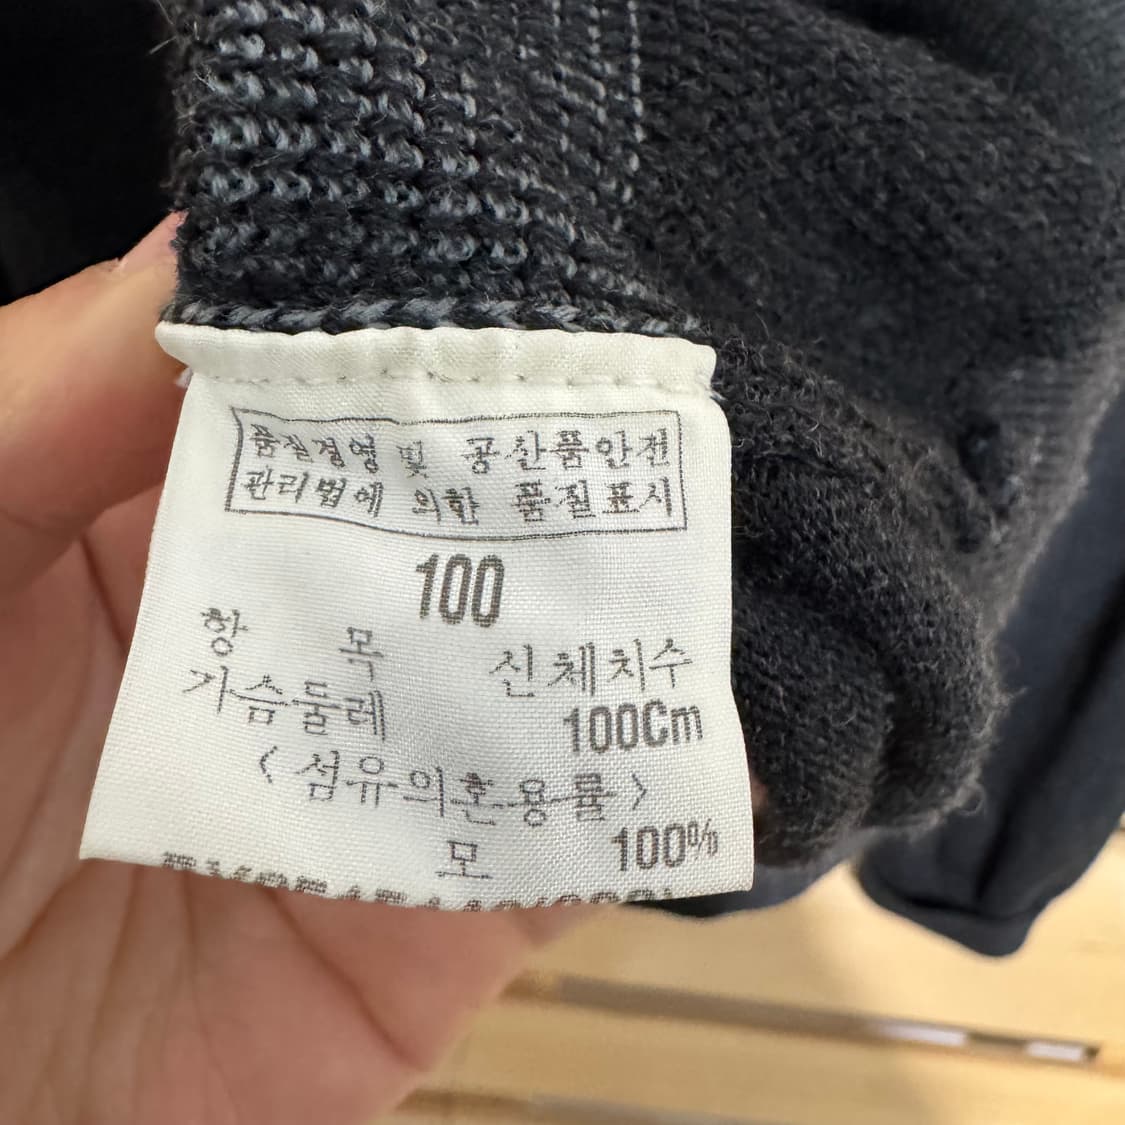 품질경영 및 공산품안전
관리법에 의한 품질표시
100
항 목 신체치수
가슴둘레 100Cm
< 섬유의혼용률 >
모 100%